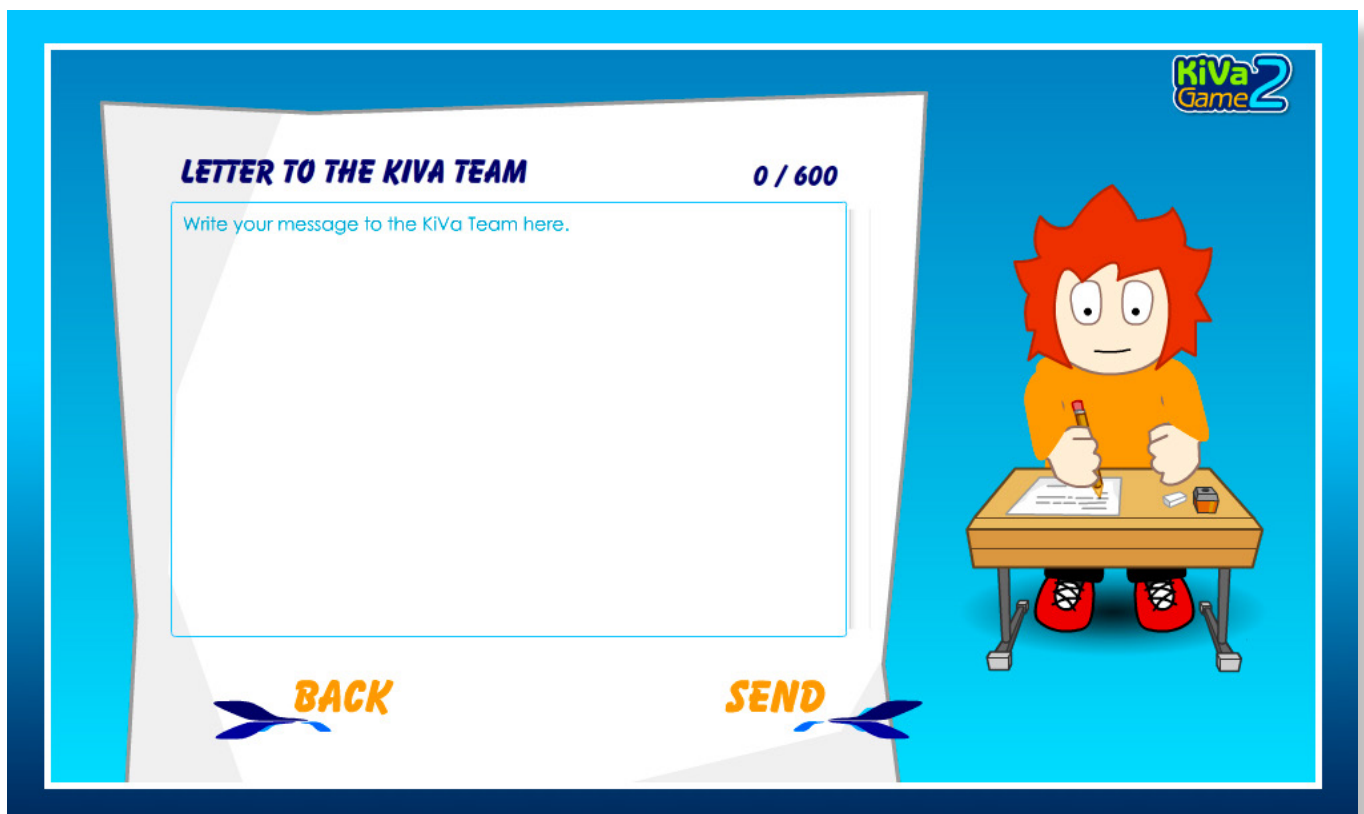 KiVa
Game 2
LETTER TO THE KIVA TEAM
0 / 600
Write your message to the KiVa Team here.
BACK
SEND